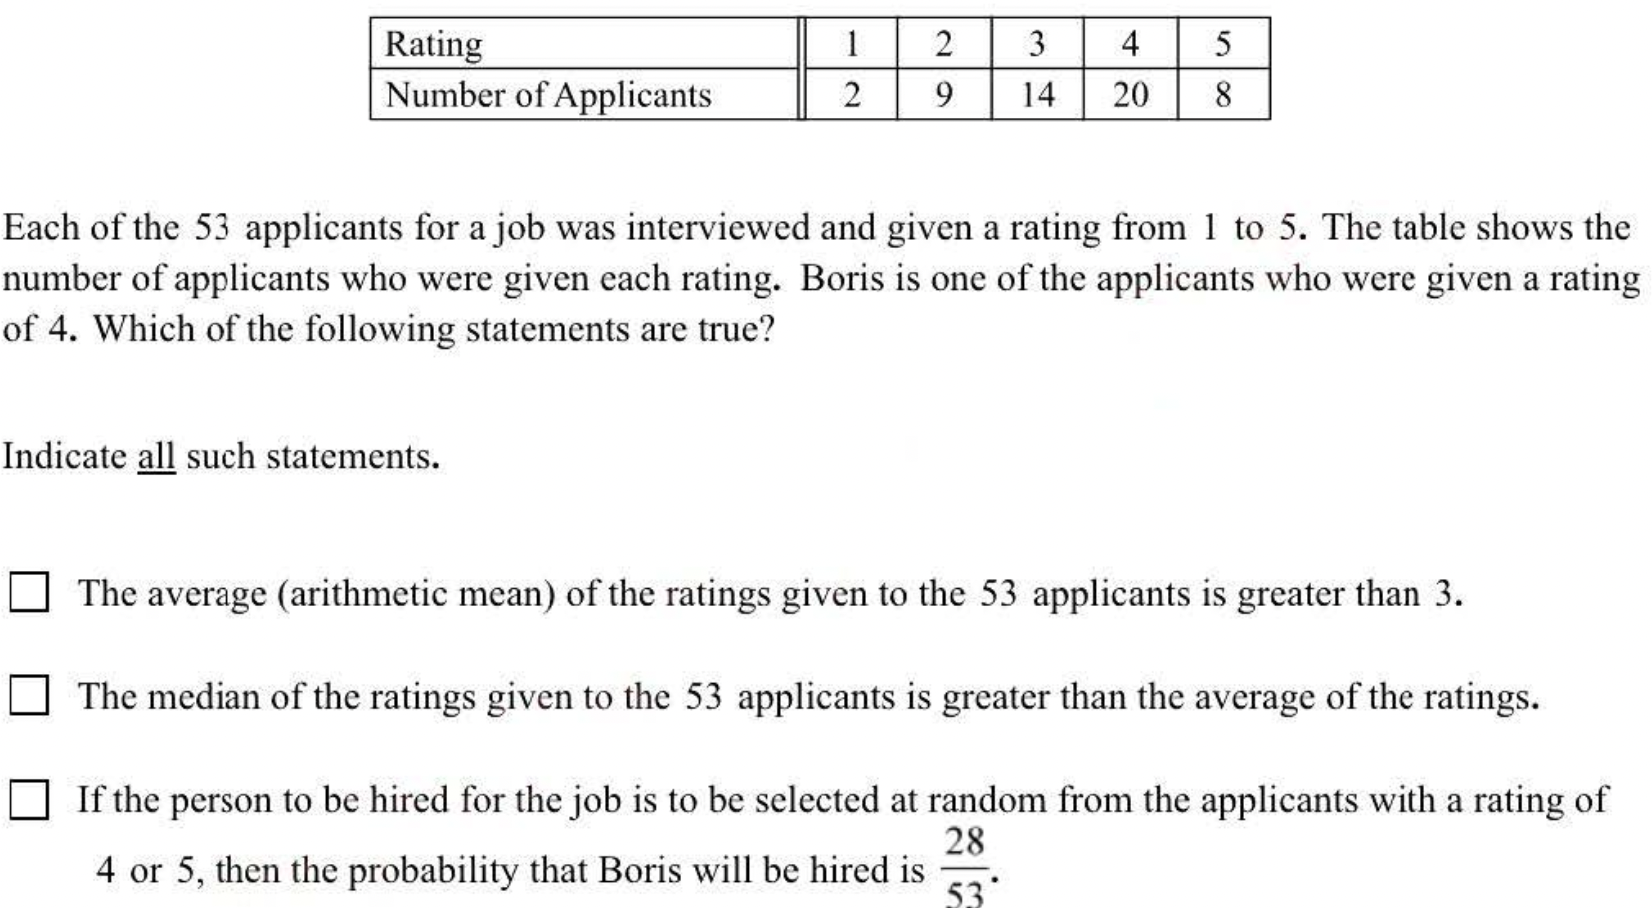 Rating 1 2 3 4 5
Number of Applicants 2 9 14 20 8
Each of the 53 applicants for a job was interviewed and given a rating from 1 to 5. The table shows the
number of applicants who were given each rating. Boris is one of the applicants who were given a rating
of 4. Which of the following statements are true?
Indicate all such statements.
The average (arithmetic mean) of the ratings given to the 53 applicants is greater than 3.
The median of the ratings given to the 53 applicants is greater than the average of the ratings.
If the person to be hired for the job is to be selected at random from the applicants with a rating of
4 or 5, then the probability that Boris will be hired is 28/53.